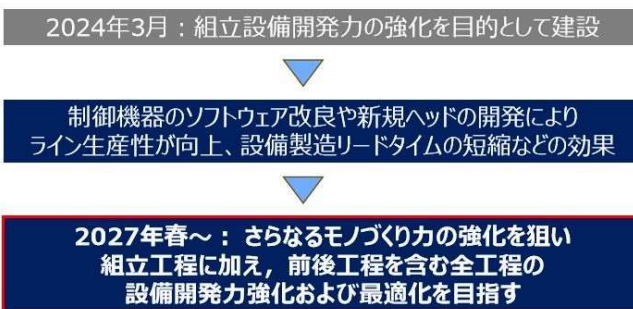 2024年3月：組立設備開発力の強化を目的として建設
制御機器のソフトウェア改良や新規ヘッドの開発により
ライン生産性が向上、設備製造リードタイムの短縮などの効果
2027年春～： さらなるモノづくり力の強化を狙い
組立工程に加え，前後工程を含む全工程の
設備開発力強化および最適化を目指す